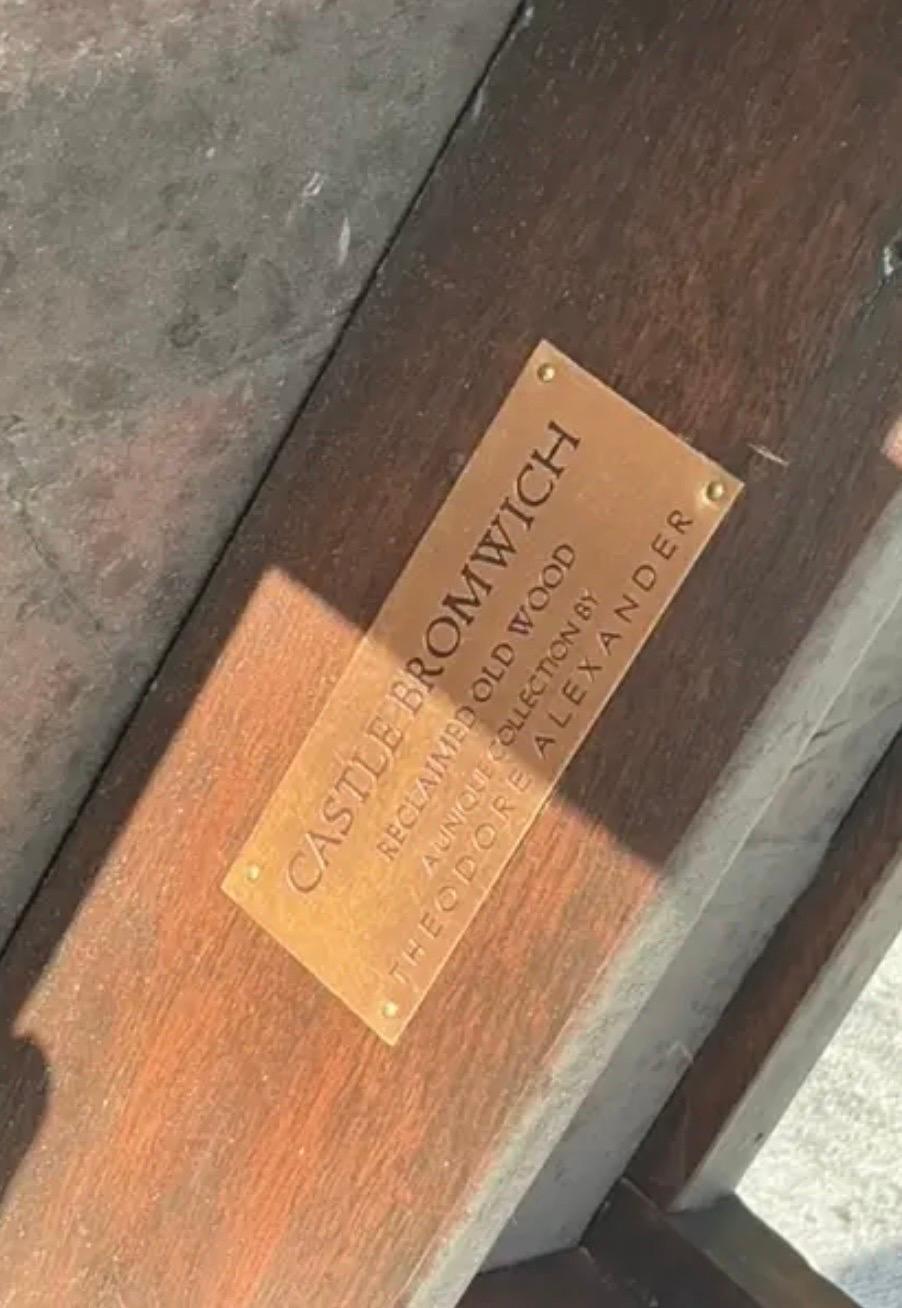 CASTLE BROMWICH
RECLAIMED OLD WOOD
A UNIQUE COLLECTION BY
THEODORE ALEXANDER